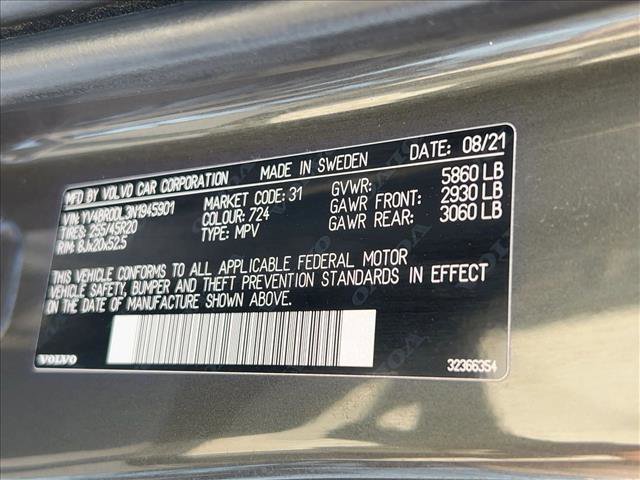 MFD BY VOLVO CAR CORPORATION MADE IN SWEDEN DATE: 08/21
VIN: YV4BR0DL3N1945901 MARKET CODE: 31 GVWR: 5860 LB
TIRES: 255/45R20 COLOUR: 724 GAWR FRONT: 2930 LB
RIM: 8Jx20x52.5 TYPE: MPV GAWR REAR: 3060 LB
THIS VEHICLE CONFORMS TO ALL APPLICABLE FEDERAL MOTOR
VEHICLE SAFETY, BUMPER AND THEFT PREVENTION STANDARDS IN EFFECT
ON THE DATE OF MANUFACTURE SHOWN ABOVE.
VOLVO 32366354